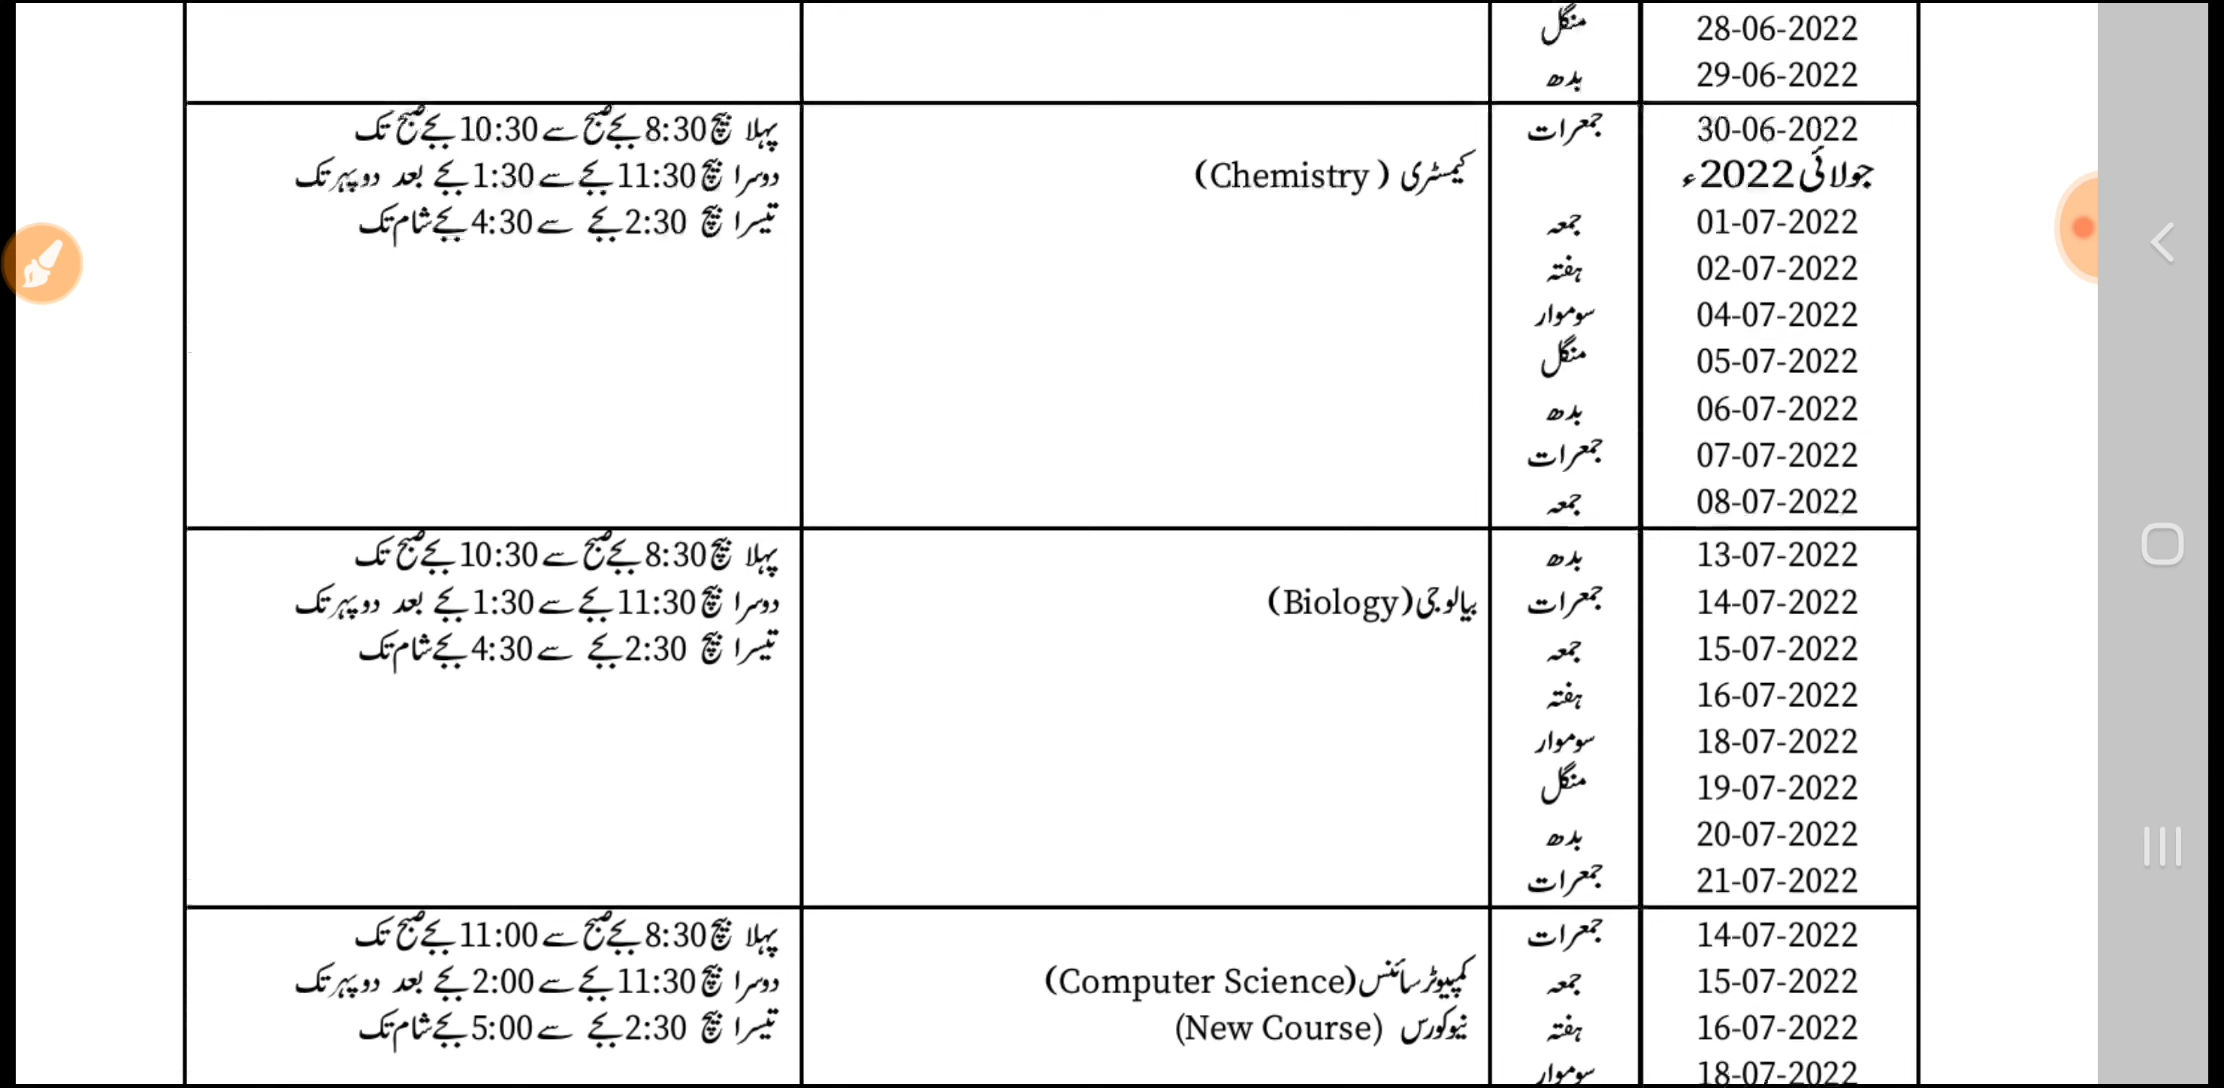 28-06-2022 منگل
29-06-2022 بدھ
30-06-2022 جمعرات
جولائی 2022ء
01-07-2022 جمعہ
02-07-2022 ہفتہ
04-07-2022 سوموار
05-07-2022 منگل
06-07-2022 بدھ
07-07-2022 جمعرات
08-07-2022 جمعہ
کیمسٹری (Chemistry)
پہلا بیچ 8:30 بجے صبح سے 10:30 بجے صبح تک
دوسرا بیچ 11:30 بجے سے 1:30 بجے بعد دوپہر تک
تیسرا بیچ 2:30 بجے سے 4:30 بجے شام تک
13-07-2022 بدھ
14-07-2022 جمعرات
15-07-2022 جمعہ
16-07-2022 ہفتہ
18-07-2022 سوموار
19-07-2022 منگل
20-07-2022 بدھ
21-07-2022 جمعرات
بیالوجی (Biology)
پہلا بیچ 8:30 بجے صبح سے 10:30 بجے صبح تک
دوسرا بیچ 11:30 بجے سے 1:30 بجے بعد دوپہر تک
تیسرا بیچ 2:30 بجے سے 4:30 بجے شام تک
14-07-2022 جمعرات
15-07-2022 جمعہ
16-07-2022 ہفتہ
18-07-2022 سوموار
کمپیوٹر سائنس (Computer Science)
نیو کورس (New Course)
پہلا بیچ 8:30 بجے صبح سے 11:00 بجے صبح تک
دوسرا بیچ 11:30 بجے سے 2:00 بجے بعد دوپہر تک
تیسرا بیچ 2:30 بجے سے 5:00 بجے شام تک